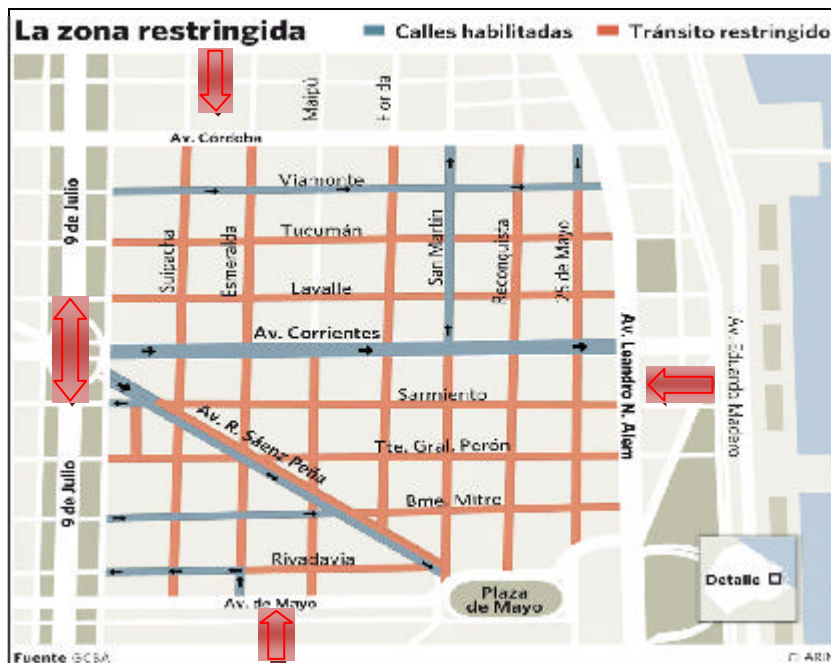 La zona restringida
Calles habilitadas
Tránsito restringido
Maipú
Av. Córdoba
Viamonte
9 de Julio
Tucumán
Suipacha
Esmeralda
San Martín
Reconquista
25 de Mayo
Lavalle
Av. Corrientes
Av. Leandro N. Alem
Av. Eduardo Madero
Sarmiento
Av. R. Sáenz Peña
Tte. Gral. Perón
9 de Julio
Bme. Mitre
Rivadavia
Detalle
Av. de Mayo
Plaza
de Mayo
Fuente GCBA